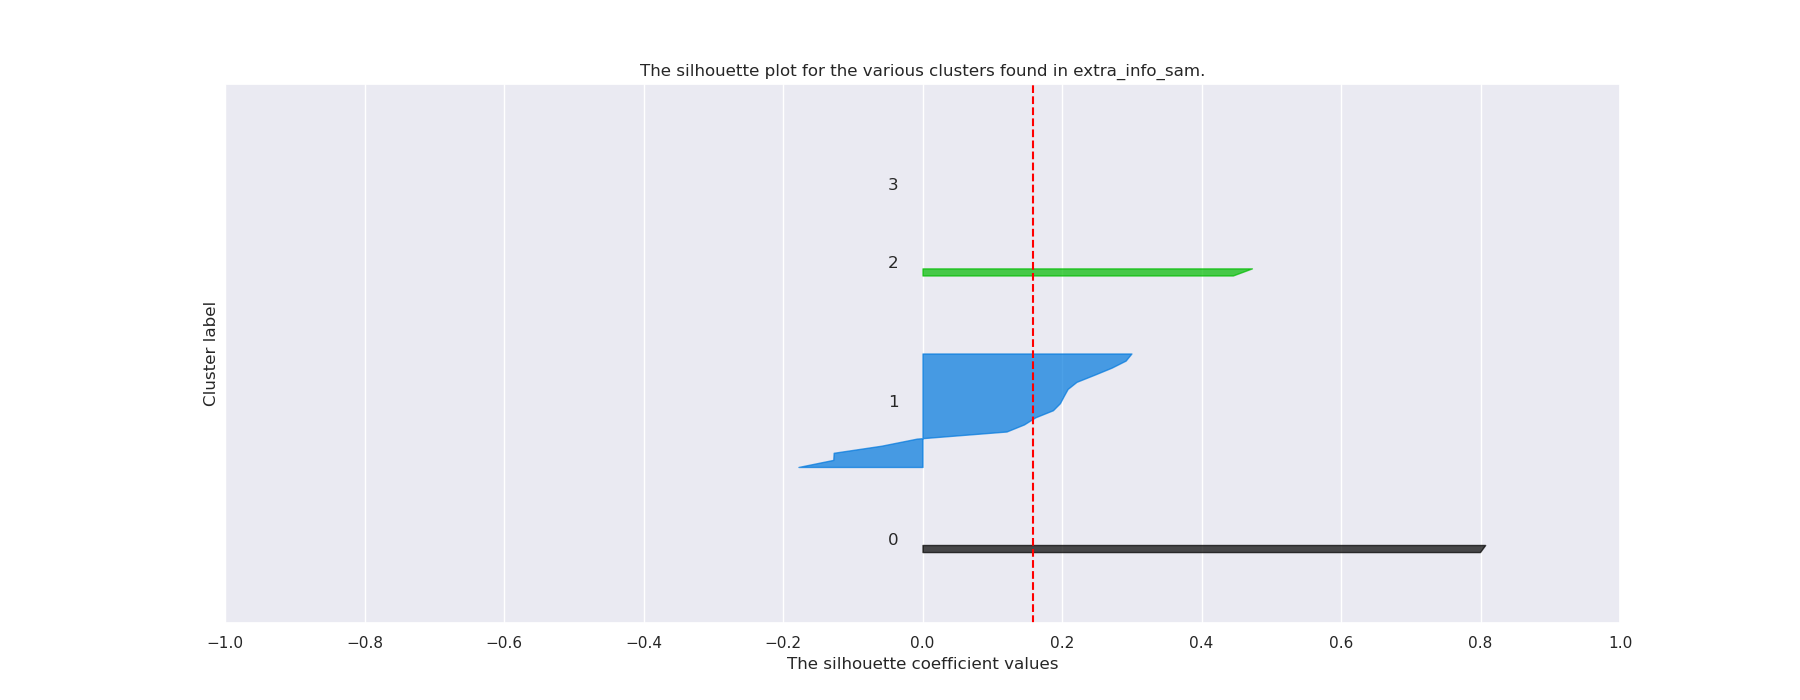 The silhouette plot for the various clusters found in extra_info_sam.
Cluster label
3
2
1
0
−1.0 −0.8 −0.6 −0.4 −0.2 0.0 0.2 0.4 0.6 0.8 1.0
The silhouette coefficient values